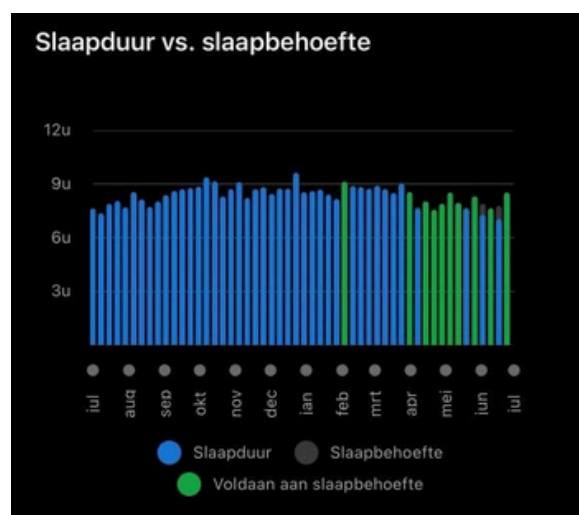 Slaapduur vs. slaapbehoefte
12u
9u
6u
3u
jul
aug
sep
okt
nov
dec
jan
feb
mrt
apr
mei
jun
jul
Slaapduur
Slaapbehoefte
Voldaan aan slaapbehoefte